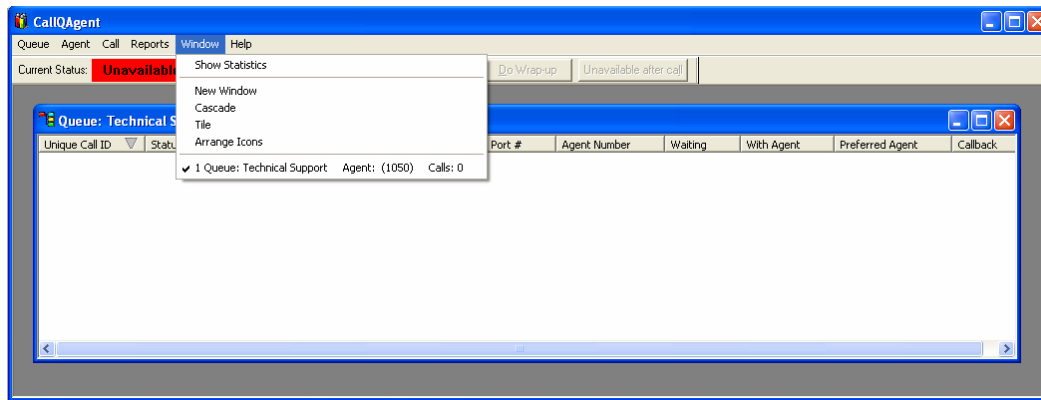 CallQAgent
Queue Agent Call Reports Window Help
Current Status: Unavailable Do Wrap-up Unavailable after call
Show Statistics
New Window
Cascade
Tile
Arrange Icons
1 Queue: Technical Support Agent: (1050) Calls: 0
Queue: Technical S
Unique Call ID Statu Port # Agent Number Waiting With Agent Preferred Agent Callback